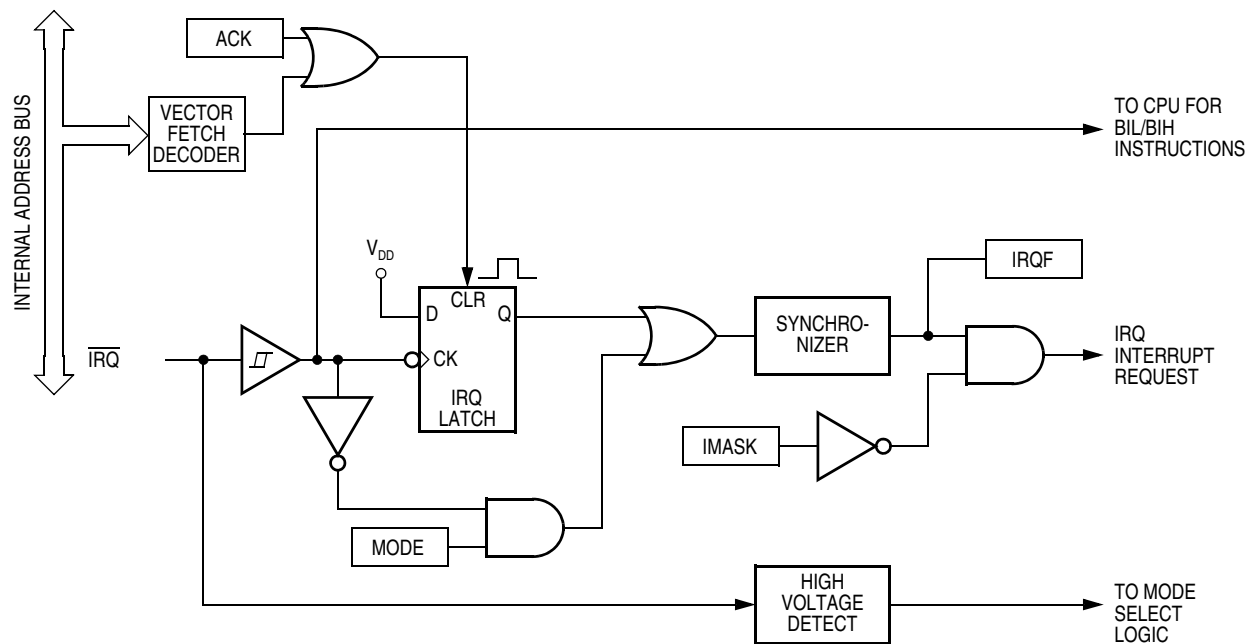 INTERNAL ADDRESS BUS
ACK
VECTOR
FETCH
DECODER
TO CPU FOR
BIL/BIH
INSTRUCTIONS
VDD
CLR
D
Q
CK
IRQ
LATCH
IRQ
SYNCHRO-
NIZER
IRQF
IRQ
INTERRUPT
REQUEST
IMASK
MODE
HIGH
VOLTAGE
DETECT
TO MODE
SELECT
LOGIC